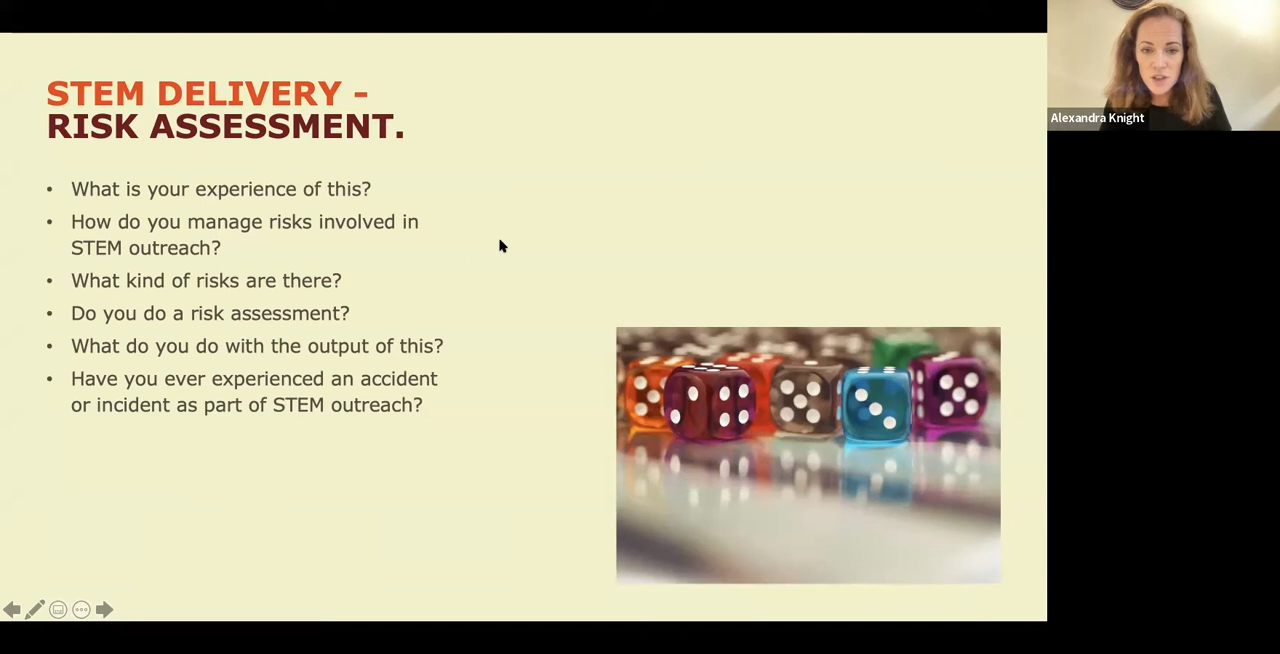 STEM DELIVERY -
RISK ASSESSMENT.
• What is your experience of this?
• How do you manage risks involved in
STEM outreach?
• What kind of risks are there?
• Do you do a risk assessment?
• What do you do with the output of this?
• Have you ever experienced an accident
or incident as part of STEM outreach?
Alexandra Knight